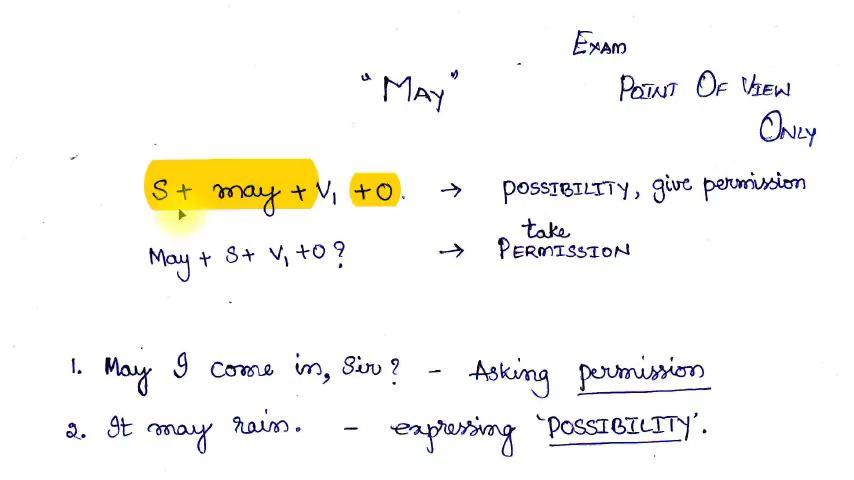 Exam
"May"
Point Of View
Only
S + may + V₁ + O. → POSSIBILITY, give permission
take
May + S + V₁ + O? → PERMISSION
1. May I come in, Sir? - Asking permission
2. It may rain. - expressing 'POSSIBILITY'.